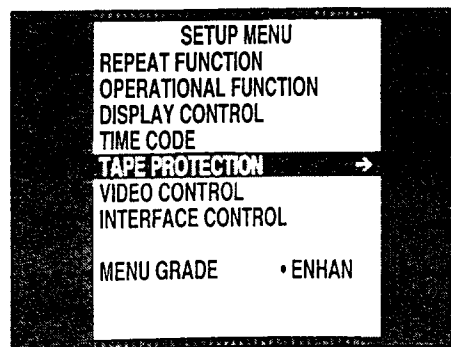 SETUP MENU
REPEAT FUNCTION
OPERATIONAL FUNCTION
DISPLAY CONTROL
TIME CODE
TAPE PROTECTION →
VIDEO CONTROL
INTERFACE CONTROL
MENU GRADE • ENHAN